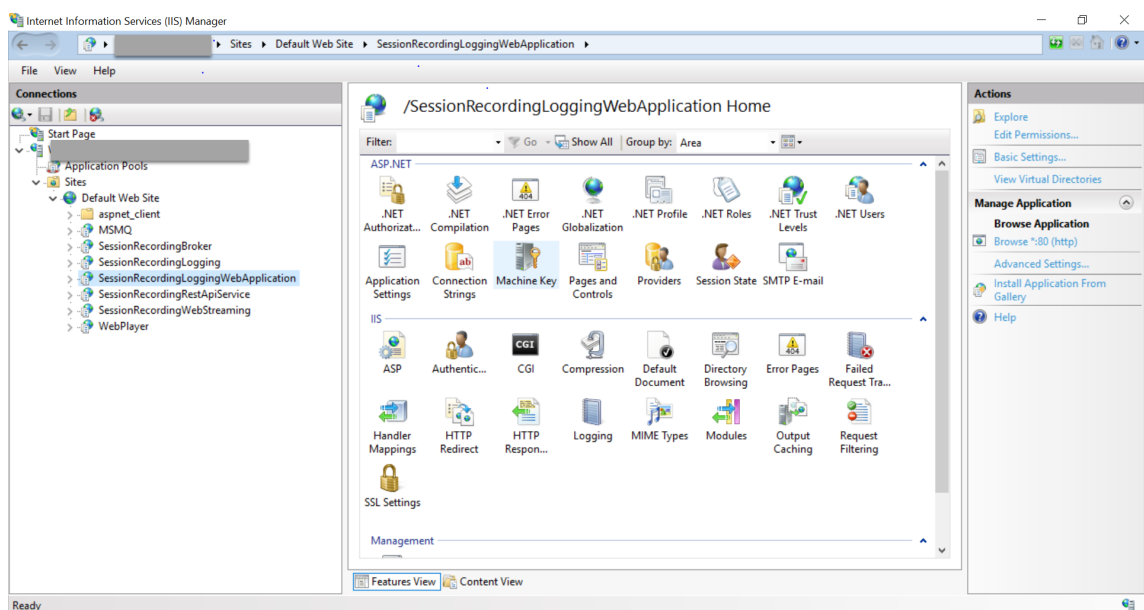 Internet Information Services (IIS) Manager
Sites Default Web Site SessionRecordingLoggingWebApplication
File View Help
Connections
Start Page
Application Pools
Sites
Default Web Site
aspnet_client
MSMQ
SessionRecordingBroker
SessionRecordingLogging
SessionRecordingLoggingWebApplication
SessionRecordingRestApiService
SessionRecordingWebStreaming
WebPlayer
/SessionRecordingLoggingWebApplication Home
Filter: Go Show All Group by: Area
ASP.NET
404
.NET Authorizat...
.NET Compilation
.NET Error Pages
.NET Globalization
.NET Profile
.NET Roles
.NET Trust Levels
.NET Users
ab
Application Settings
Connection Strings
Machine Key
Pages and Controls
Providers
Session State
SMTP E-mail
IIS
CGI
404
ASP
Authentic...
CGI
Compression
Default Document
Directory Browsing
Error Pages
Failed Request Tra...
Handler Mappings
HTTP Redirect
HTTP Respon...
Logging
MIME Types
Modules
Output Caching
Request Filtering
SSL Settings
Management
Features View Content View
Actions
Explore
Edit Permissions...
Basic Settings...
View Virtual Directories
Manage Application
Browse Application
Browse *:80 (http)
Advanced Settings...
Install Application From
Gallery
Help
Ready